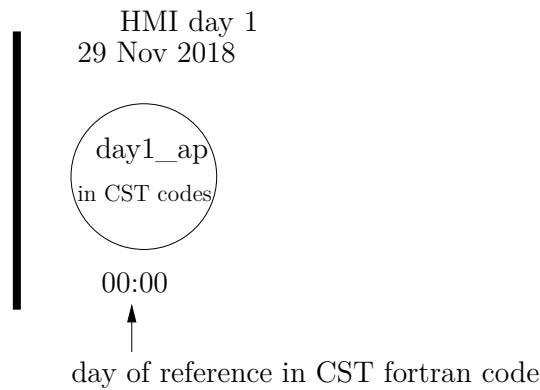 HMI day 1
29 Nov 2018
day1_ap
in CST codes
00:00
day of reference in CST fortran code